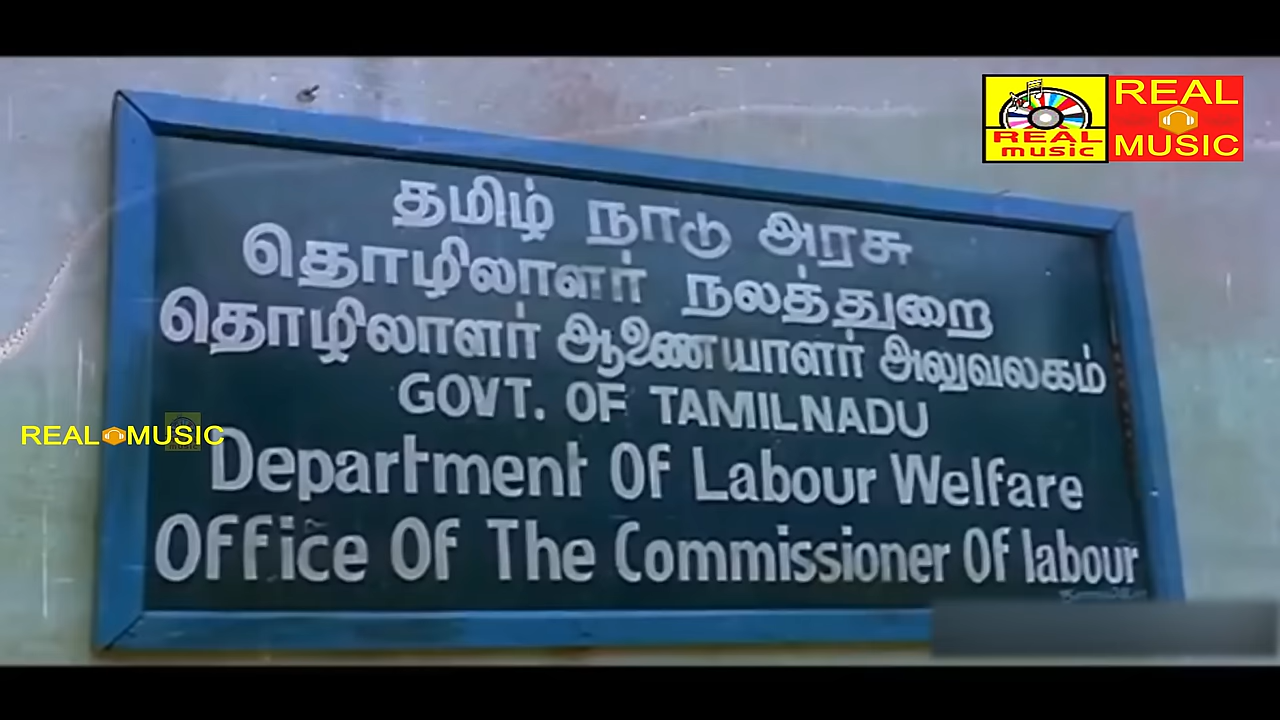 REAL
MUSIC
REAL
music
தமிழ் நாடு அரசு
தொழிலாளர் நலத்துறை
தொழிலாளர் ஆணையாளர் அலுவலகம்
GOVT. OF TAMILNADU
REAL MUSIC
Department Of Labour Welfare
Office Of The Commissioner Of labour